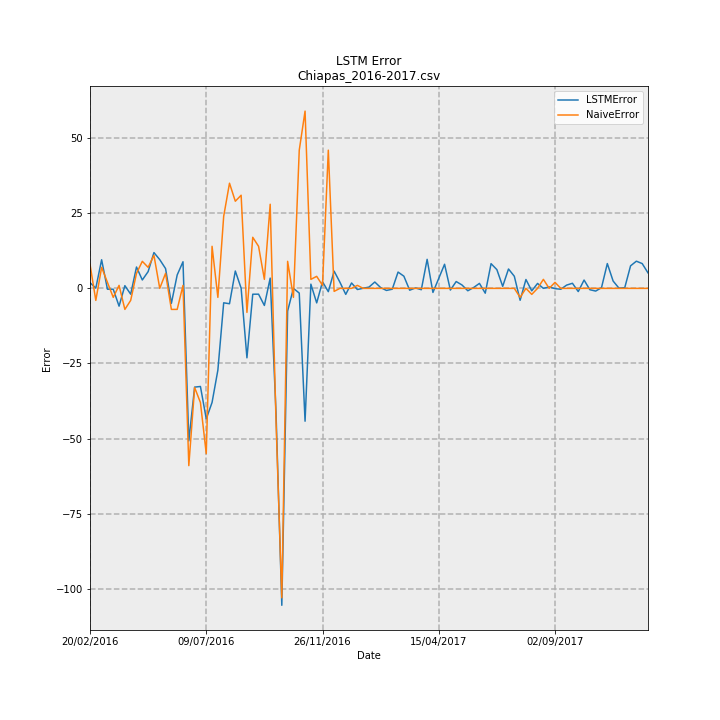 LSTM Error
Chiapas_2016-2017.csv
LSTMError
NaiveError
50
25
0
−25
−50
−75
−100
Error
20/02/2016
09/07/2016
26/11/2016
15/04/2017
02/09/2017
Date